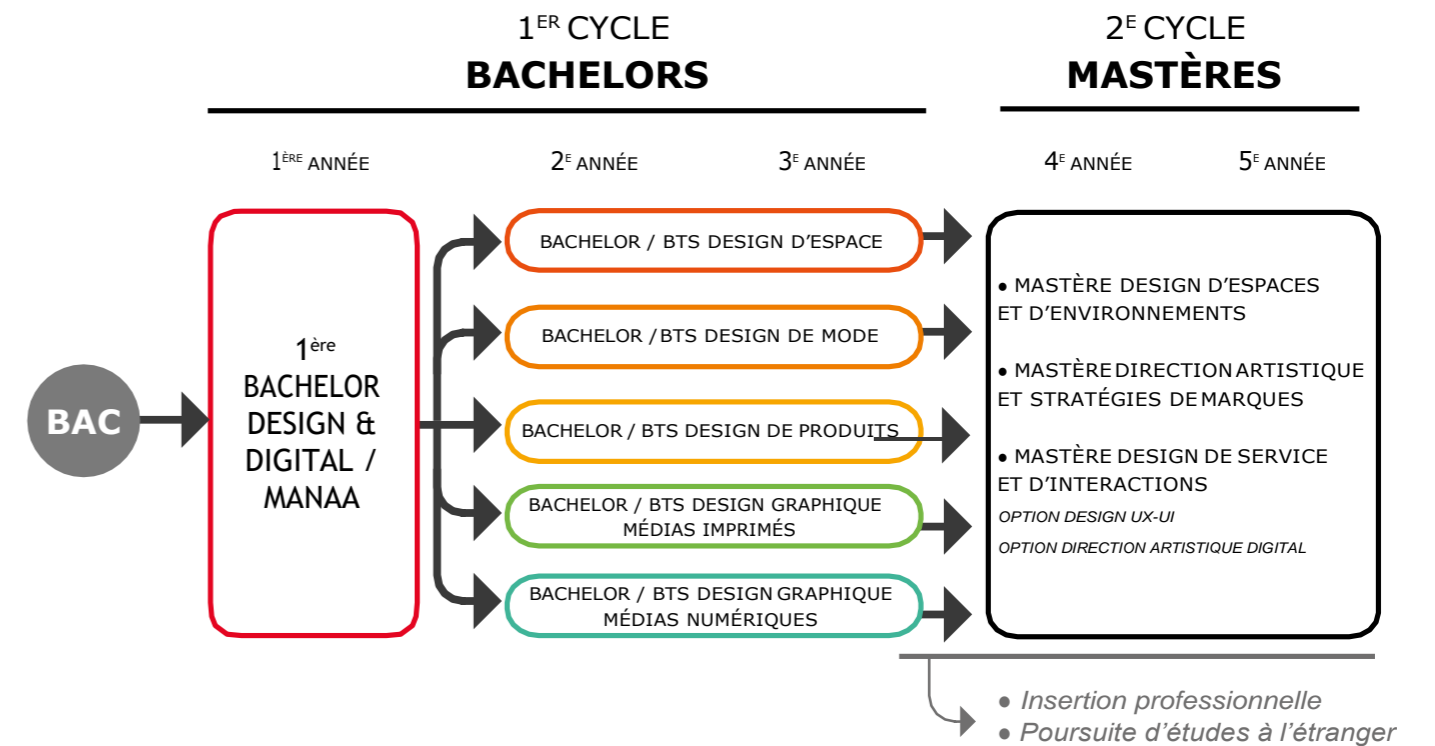 1ER CYCLE
BACHELORS
2E CYCLE
MASTÈRES
1ÈRE ANNÉE
2E ANNÉE
3E ANNÉE
4E ANNÉE
5E ANNÉE
BAC
1ère
BACHELOR
DESIGN &
DIGITAL /
MANAA
BACHELOR / BTS DESIGN D’ESPACE
BACHELOR / BTS DESIGN DE MODE
BACHELOR / BTS DESIGN DE PRODUITS
BACHELOR / BTS DESIGN GRAPHIQUE
MÉDIAS IMPRIMÉS
BACHELOR / BTS DESIGN GRAPHIQUE
MÉDIAS NUMÉRIQUES
● MASTÈRE DESIGN D’ESPACES
ET D’ENVIRONNEMENTS
● MASTÈRE DIRECTION ARTISTIQUE
ET STRATÉGIES DE MARQUES
● MASTÈRE DESIGN DE SERVICE
ET D’INTERACTIONS
OPTION DESIGN UX-UI
OPTION DIRECTION ARTISTIQUE DIGITAL
● Insertion professionnelle
● Poursuite d’études à l’étranger